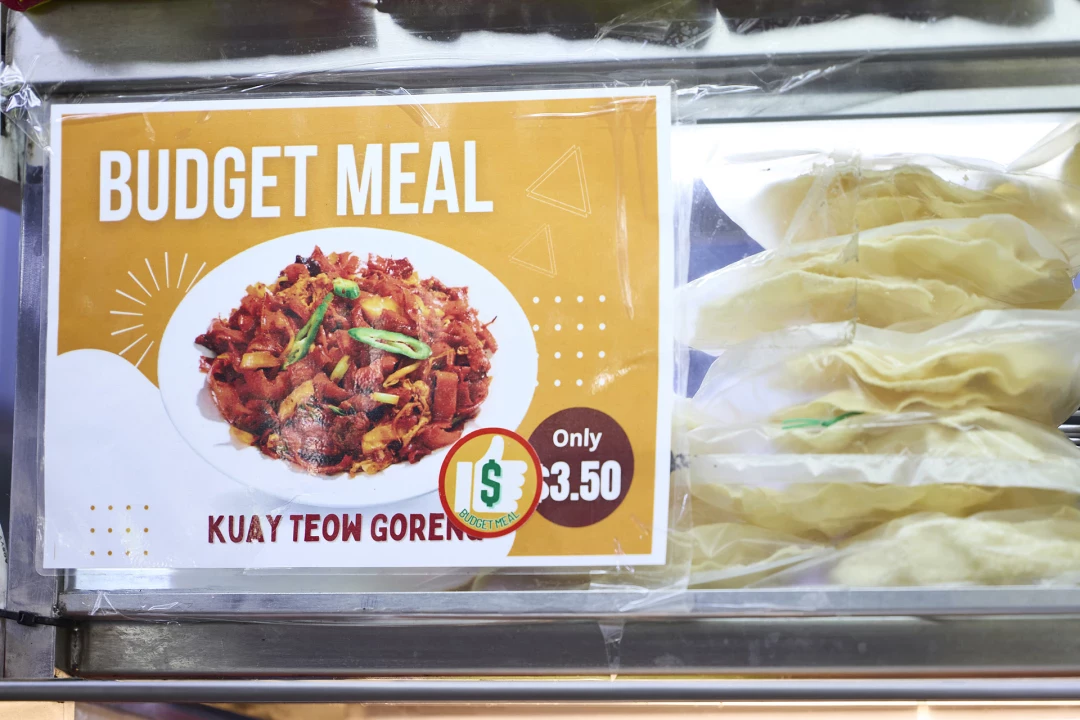 BUDGET MEAL
Only
$3.50
$
BUDGET MEAL
KUAY TEOW GORENG